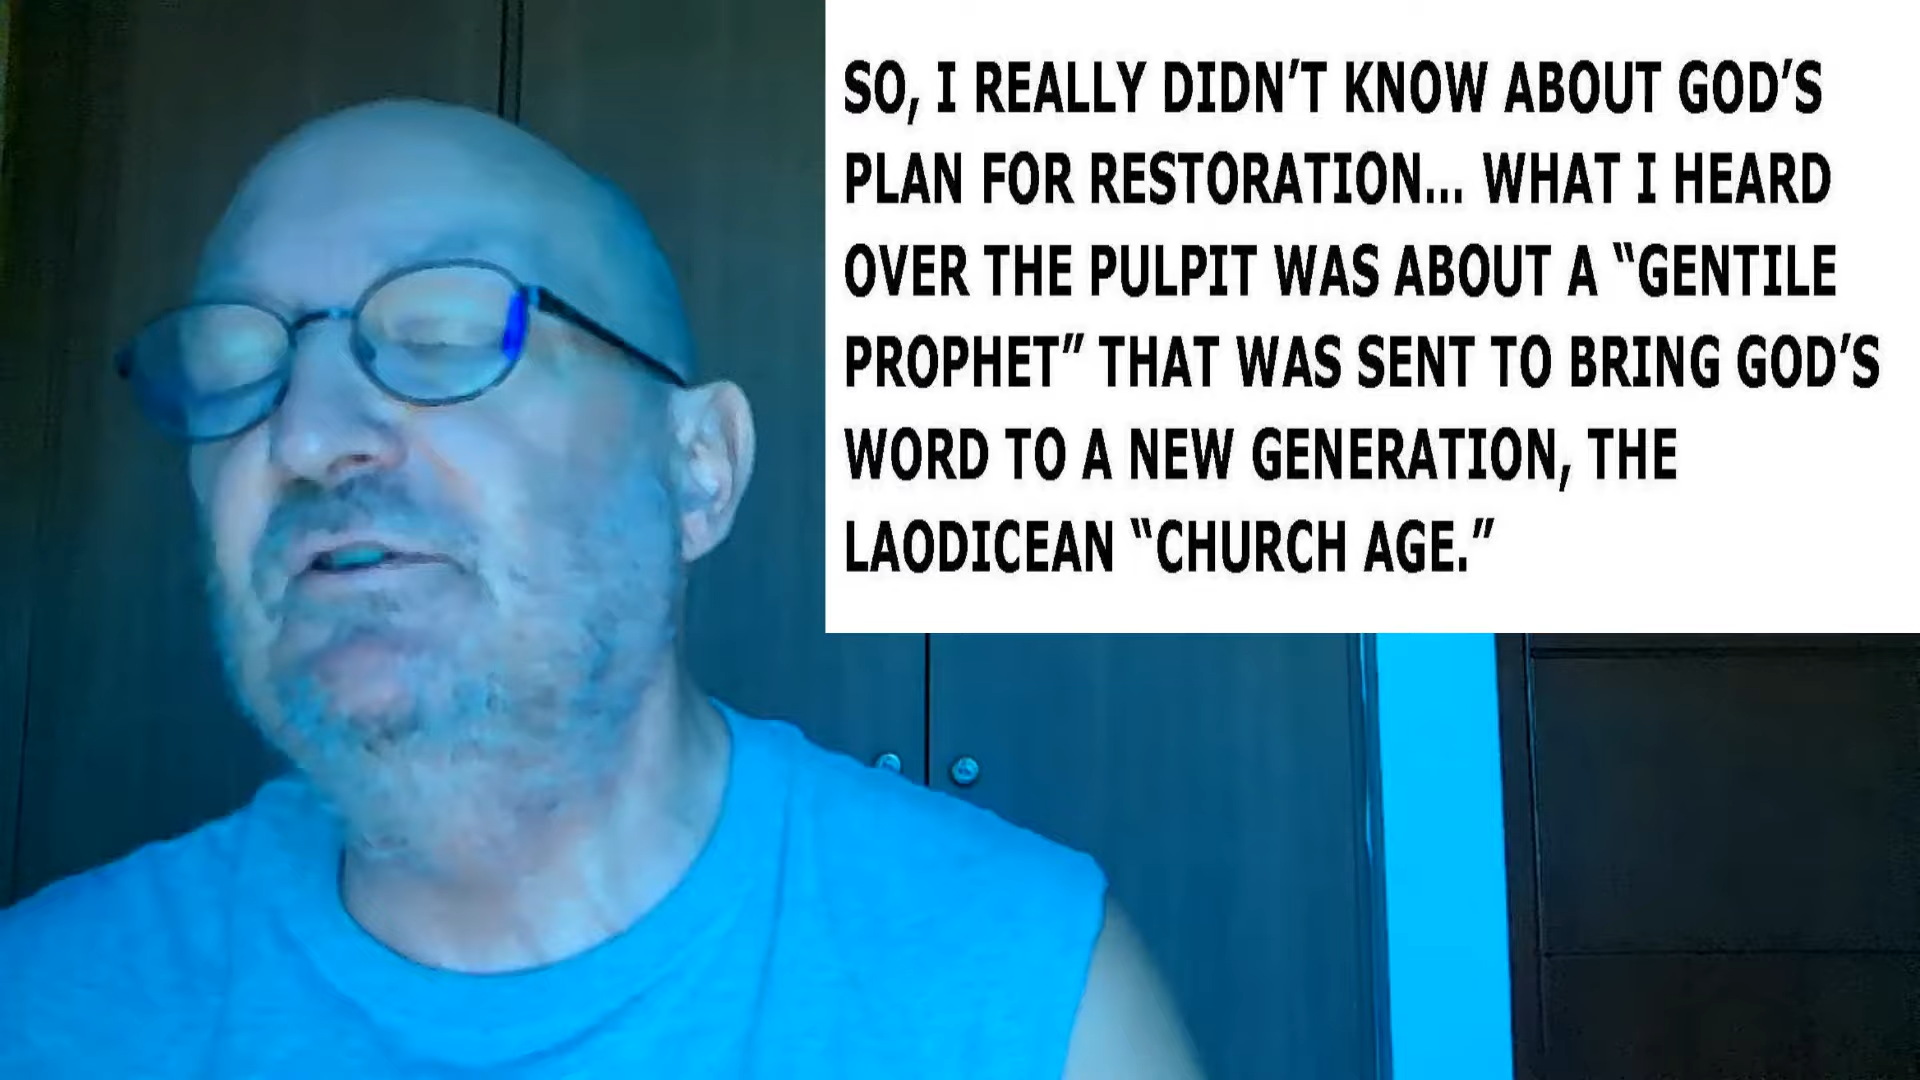 SO, I REALLY DIDN’T KNOW ABOUT GOD’S
PLAN FOR RESTORATION... WHAT I HEARD
OVER THE PULPIT WAS ABOUT A “GENTILE
PROPHET” THAT WAS SENT TO BRING GOD’S
WORD TO A NEW GENERATION, THE
LAODICEAN “CHURCH AGE.”